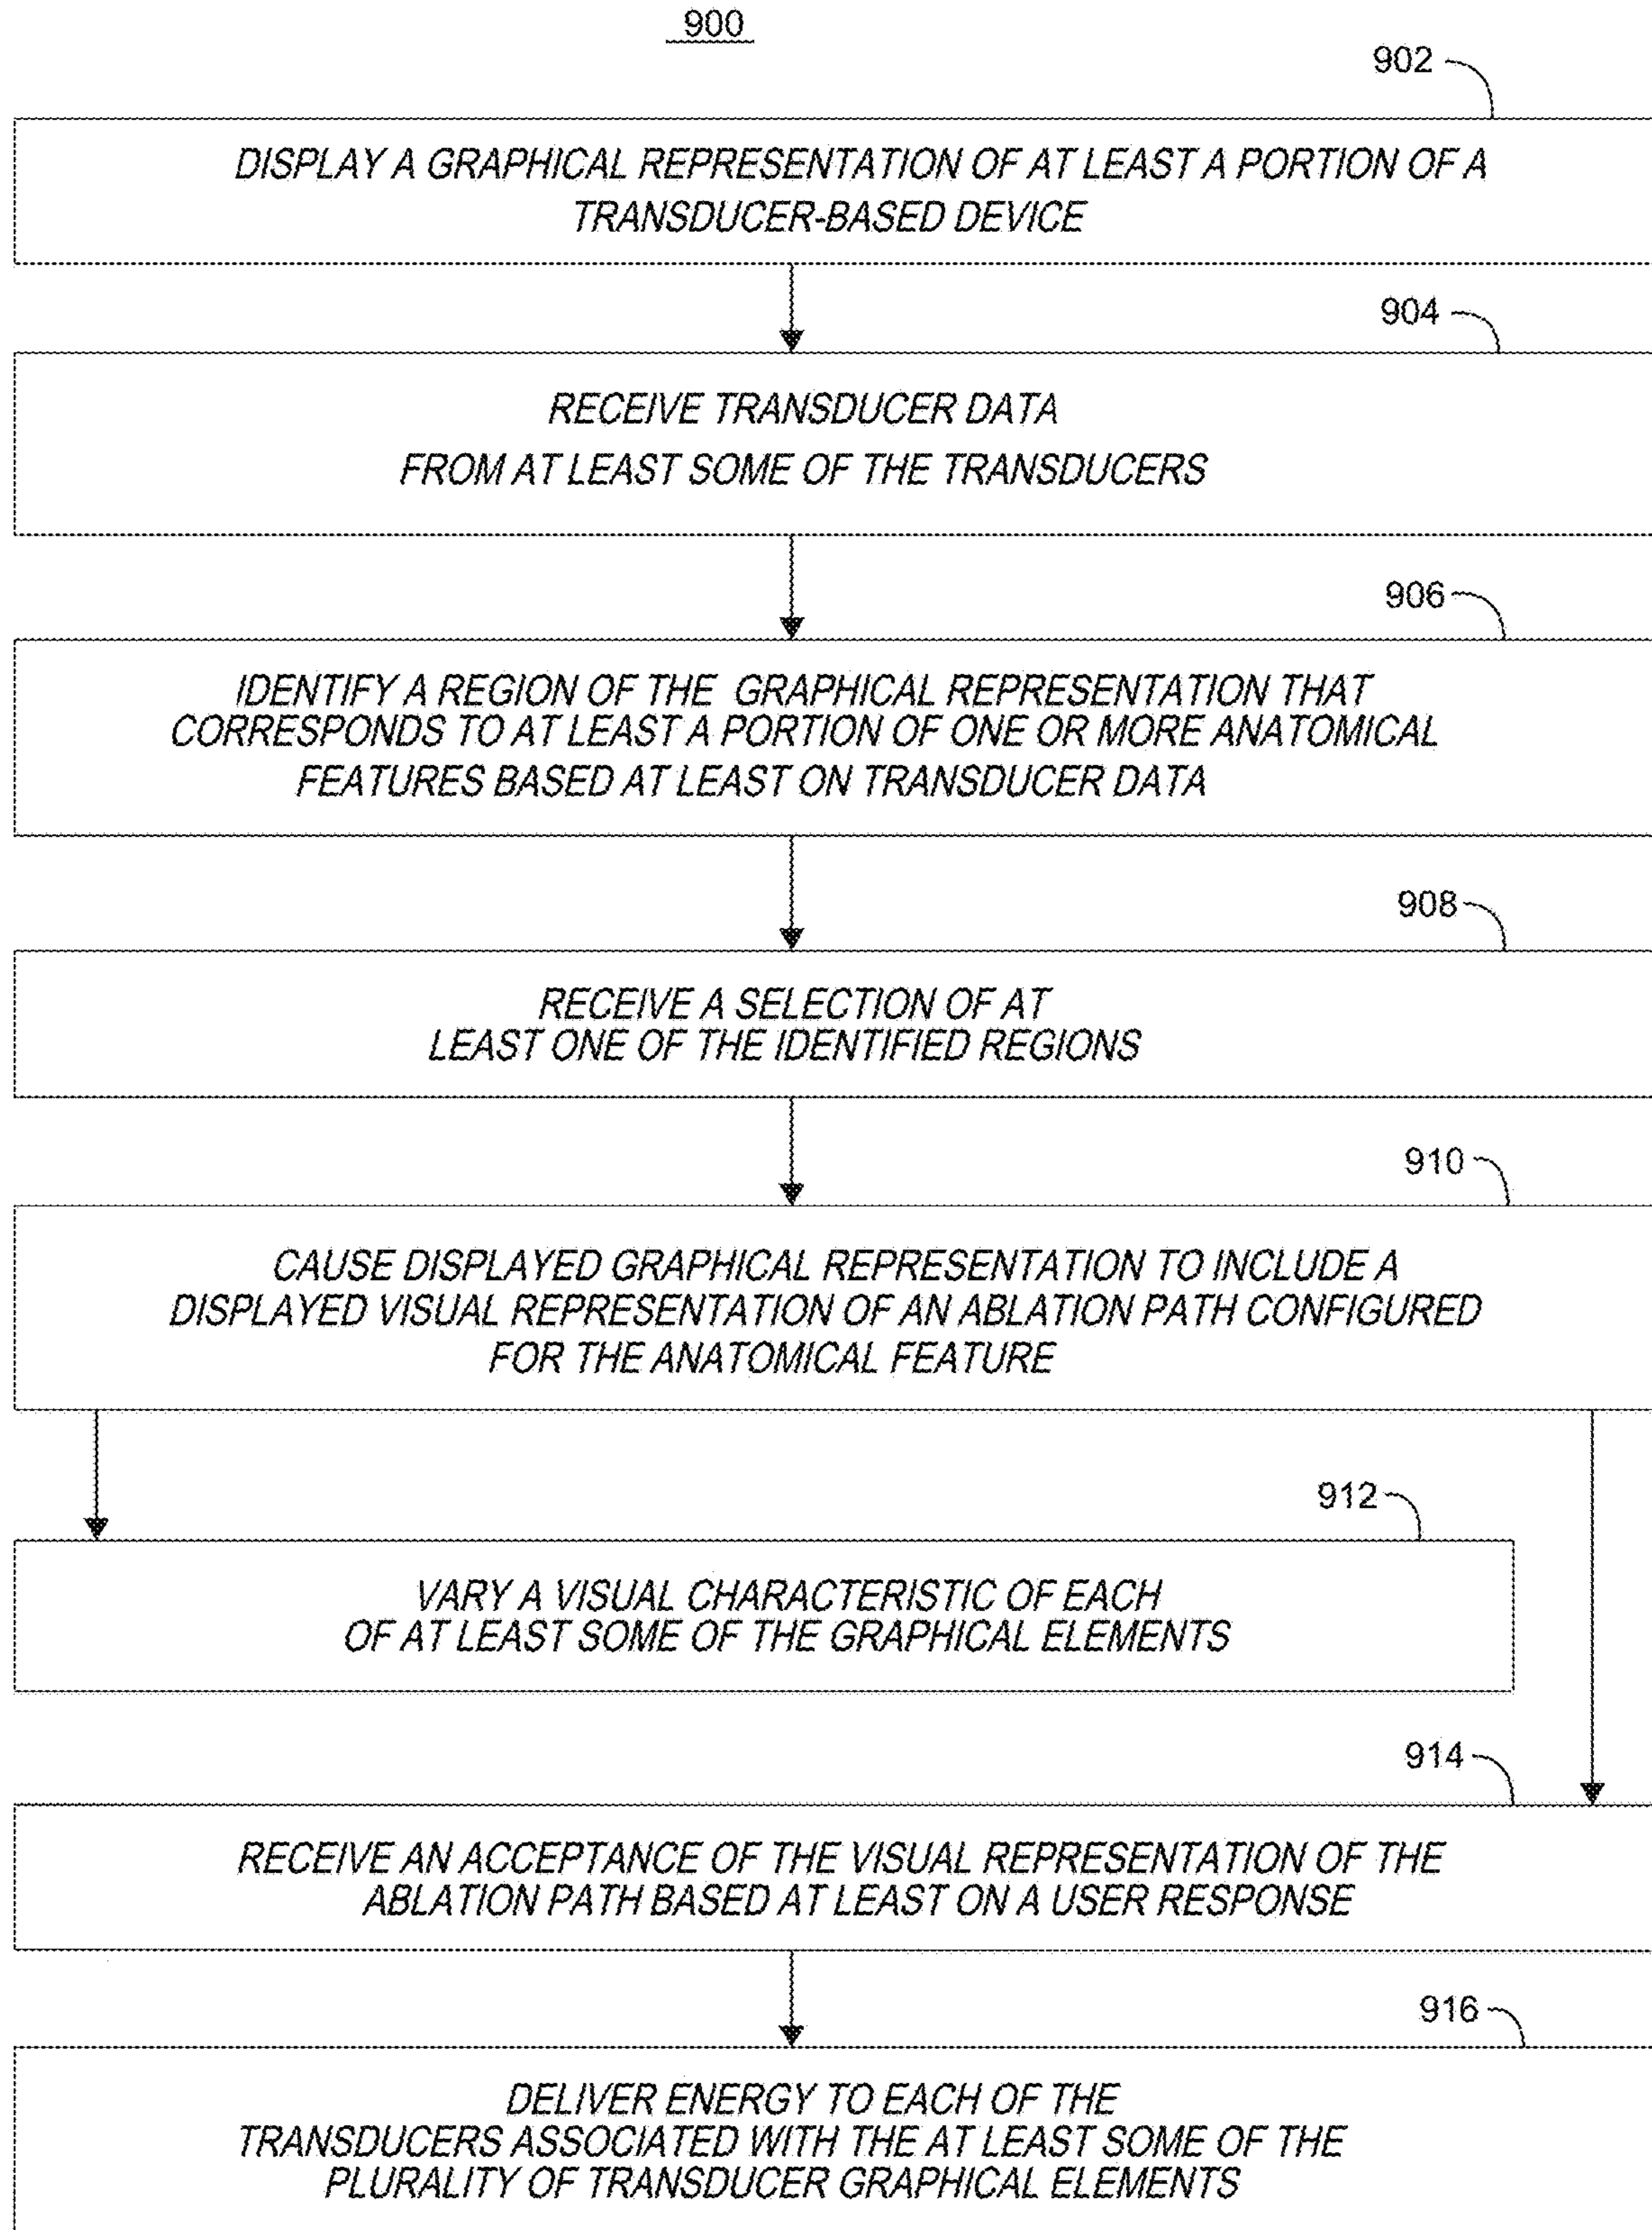 900
902
DISPLAY A GRAPHICAL REPRESENTATION OF AT LEAST A PORTION OF A
TRANSDUCER-BASED DEVICE
904
RECEIVE TRANSDUCER DATA
FROM AT LEAST SOME OF THE TRANSDUCERS
906
IDENTIFY A REGION OF THE GRAPHICAL REPRESENTATION THAT
CORRESPONDS TO AT LEAST A PORTION OF ONE OR MORE ANATOMICAL
FEATURES BASED AT LEAST ON TRANSDUCER DATA
908
RECEIVE A SELECTION OF AT
LEAST ONE OF THE IDENTIFIED REGIONS
910
CAUSE DISPLAYED GRAPHICAL REPRESENTATION TO INCLUDE A
DISPLAYED VISUAL REPRESENTATION OF AN ABLATION PATH CONFIGURED
FOR THE ANATOMICAL FEATURE
912
VARY A VISUAL CHARACTERISTIC OF EACH
OF AT LEAST SOME OF THE GRAPHICAL ELEMENTS
914
RECEIVE AN ACCEPTANCE OF THE VISUAL REPRESENTATION OF THE
ABLATION PATH BASED AT LEAST ON A USER RESPONSE
916
DELIVER ENERGY TO EACH OF THE
TRANSDUCERS ASSOCIATED WITH THE AT LEAST SOME OF THE
PLURALITY OF TRANSDUCER GRAPHICAL ELEMENTS